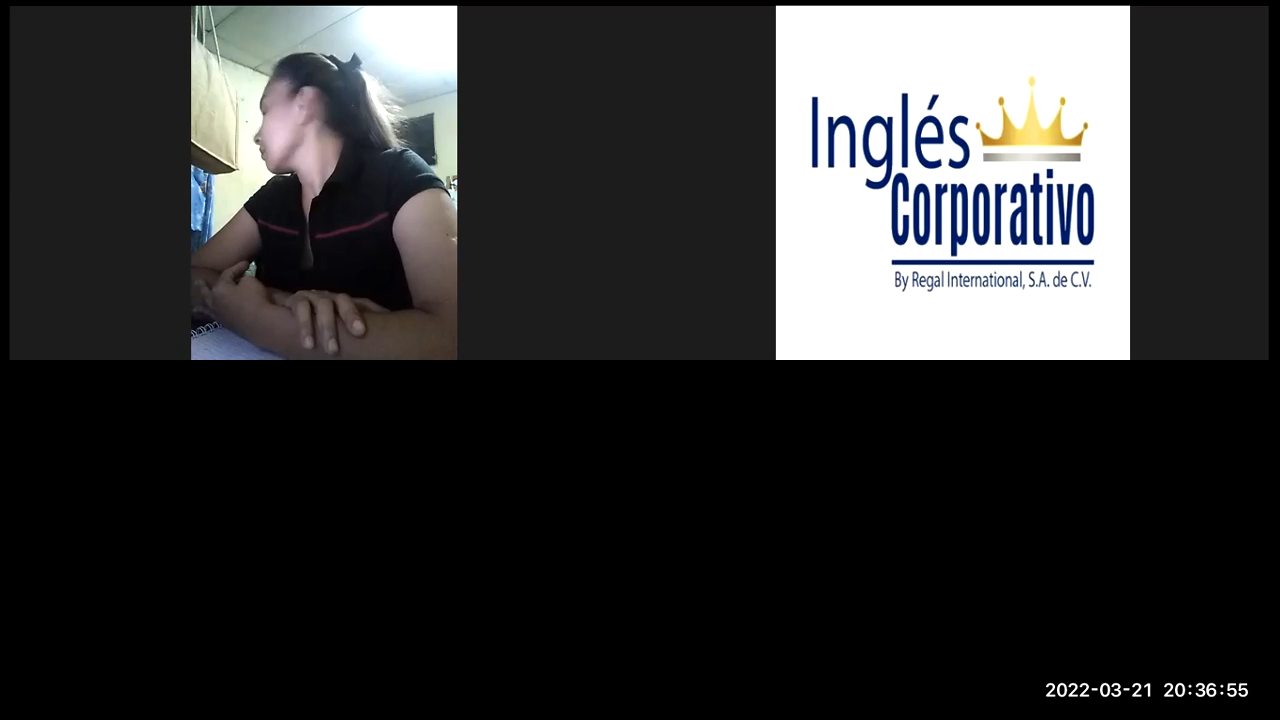 Inglés
Corporativo
By Regal International, S.A. de C.V.
2022-03-21 20:36:55